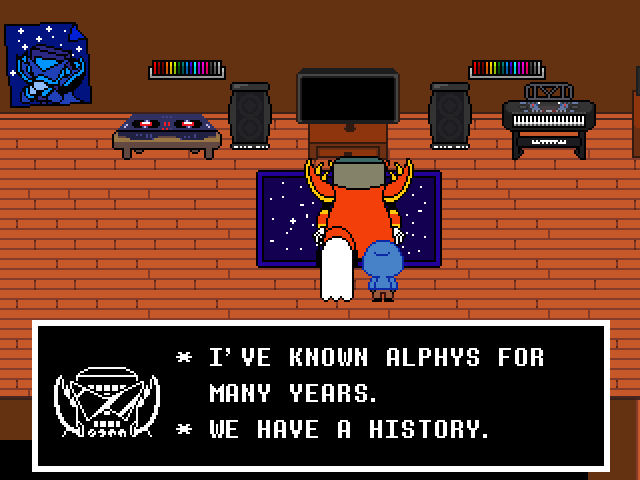 * I'VE KNOWN ALPHYS FOR
MANY YEARS.
* WE HAVE A HISTORY.